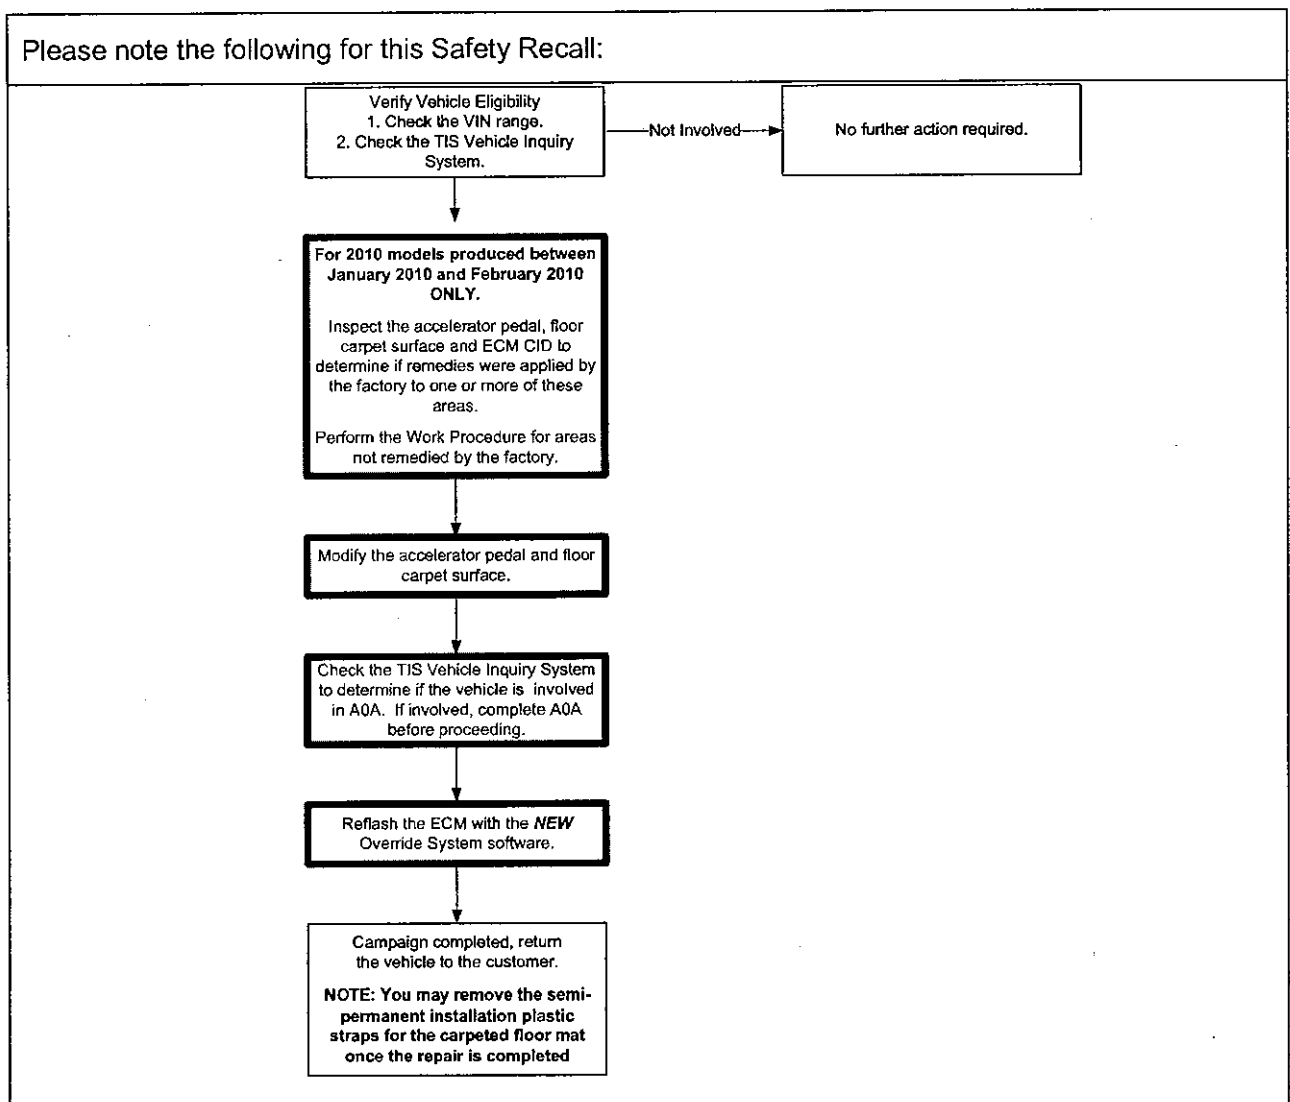 Please note the following for this Safety Recall:
Verify Vehicle Eligibility
1. Check the VIN range.
2. Check the TIS Vehicle Inquiry
System.
Not Involved
No further action required.
For 2010 models produced between
January 2010 and February 2010
ONLY.
Inspect the accelerator pedal, floor
carpet surface and ECM CID to
determine if remedies were applied by
the factory to one or more of these
areas.
Perform the Work Procedure for areas
not remedied by the factory.
Modify the accelerator pedal and floor
carpet surface.
Check the TIS Vehicle Inquiry System
to determine if the vehicle is involved
in A0A. If involved, complete A0A
before proceeding.
Reflash the ECM with the NEW
Override System software.
Campaign completed, return
the vehicle to the customer.
NOTE: You may remove the semi-
permanent installation plastic
straps for the carpeted floor mat
once the repair is completed